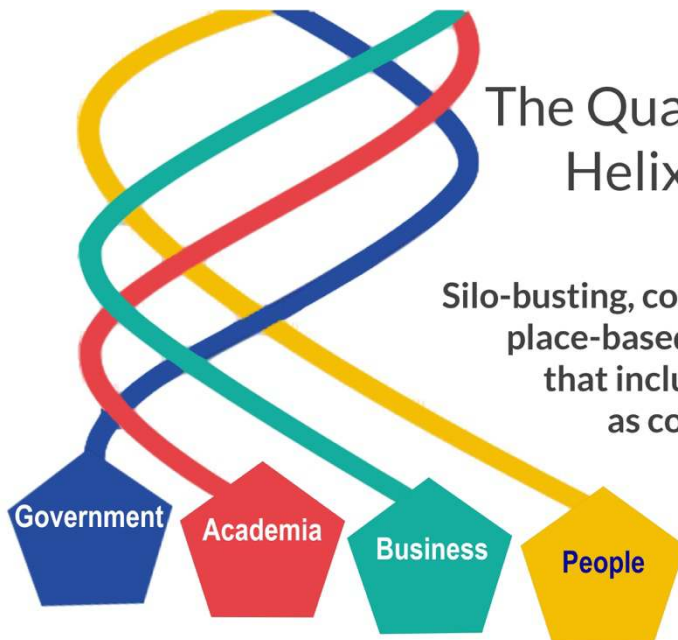 The Qua
Helix
Silo-busting, co
place-based
that inclu
as co
Government
Academia
Business
People